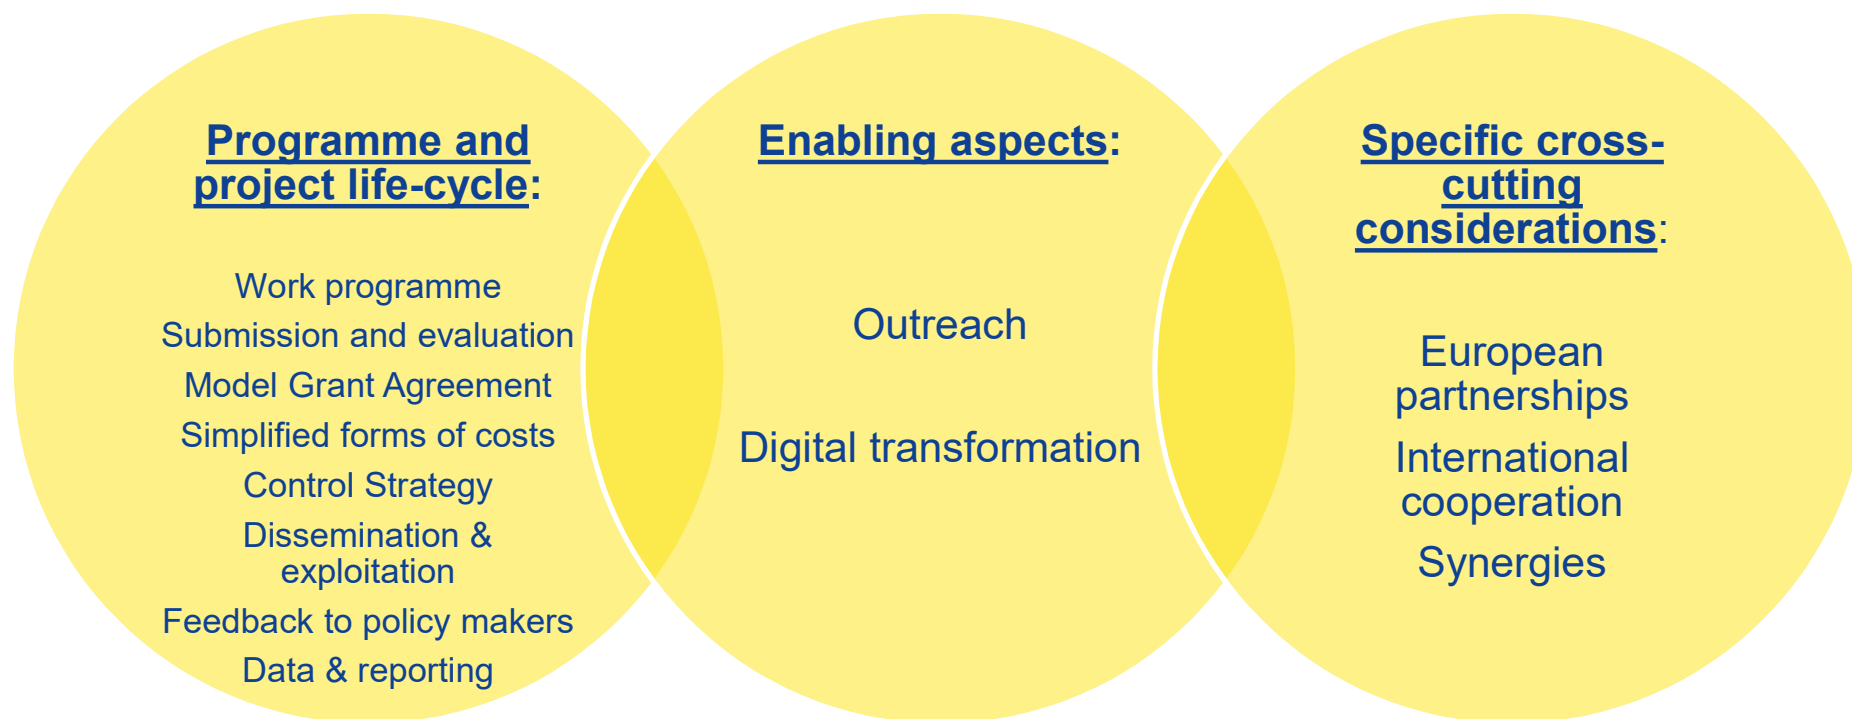 Programme and
project life-cycle:
Work programme
Submission and evaluation
Model Grant Agreement
Simplified forms of costs
Control Strategy
Dissemination &
exploitation
Feedback to policy makers
Data & reporting
Enabling aspects:
Outreach
Digital transformation
Specific cross-
cutting
considerations:
European
partnerships
International
cooperation
Synergies